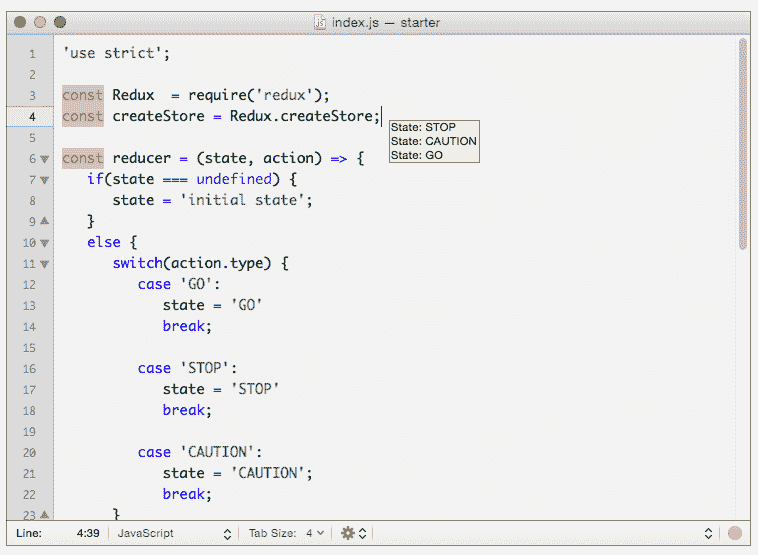 index.js — starter
1 'use strict';
2
3 const Redux  = require('redux');
4 const createStore = Redux.createStore;
State: STOP
State: CAUTION
State: GO
5
6 const reducer = (state, action) => {
7    if(state === undefined) {
8       state = 'initial state';
9    }
10    else {
11       switch(action.type) {
12          case 'GO':
13             state = 'GO'
14             break;
15
16          case 'STOP':
17             state = 'STOP'
18             break;
19
20          case 'CAUTION':
21             state = 'CAUTION';
22             break;
23       }
Line: 4:39 JavaScript Tab Size: 4